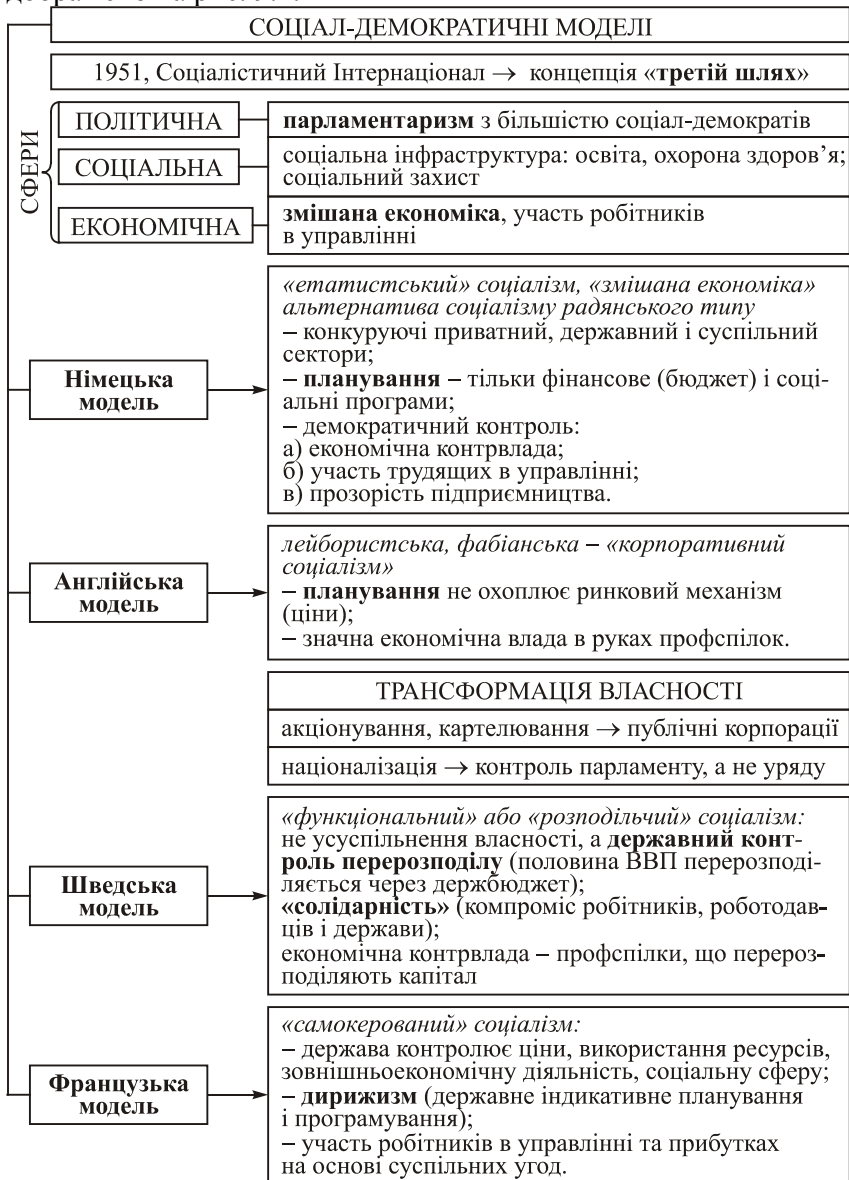 СОЦІАЛ-ДЕМОКРАТИЧНІ МОДЕЛІ
1951, Соціалістичний Інтернаціонал → концепція «третій шлях»
СФЕРИ
ПОЛІТИЧНА
парламентаризм з більшістю соціал-демократів
СОЦІАЛЬНА
соціальна інфраструктура: освіта, охорона здоров’я;
соціальний захист
ЕКОНОМІЧНА
змішана економіка, участь робітників
в управлінні
Німецька
модель
«етатистський» соціалізм, «змішана економіка»
альтернатива соціалізму радянського типу
– конкуруючі приватний, державний і суспільний
сектори;
– планування – тільки фінансове (бюджет) і соці-
альні програми;
– демократичний контроль:
а) економічна контрвлада;
б) участь трудящих в управлінні;
в) прозорість підприємництва.
Англійська
модель
лейбористська, фабіанська – «корпоративний
соціалізм»
– планування не охоплює ринковий механізм
(ціни);
– значна економічна влада в руках профспілок.
ТРАНСФОРМАЦІЯ ВЛАСНОСТІ
акціонування, картелювання → публічні корпорації
націоналізація → контроль парламенту, а не уряду
Шведська
модель
«функціональний» або «розподільчий» соціалізм:
не усуспільнення власності, а державний конт-
роль перерозподілу (половина ВВП перерозподі-
ляється через держбюджет);
«солідарність» (компроміс робітників, роботодав-
ців і держави);
економічна контрвлада – профспілки, що перероз-
поділяють капітал
Французька
модель
«самокерований» соціалізм:
– держава контролює ціни, використання ресурсів,
зовнішньоекономічну діяльність, соціальну сферу;
– дирижизм (державне індикативне планування
і програмування);
– участь робітників в управлінні та прибутках
на основі суспільних угод.